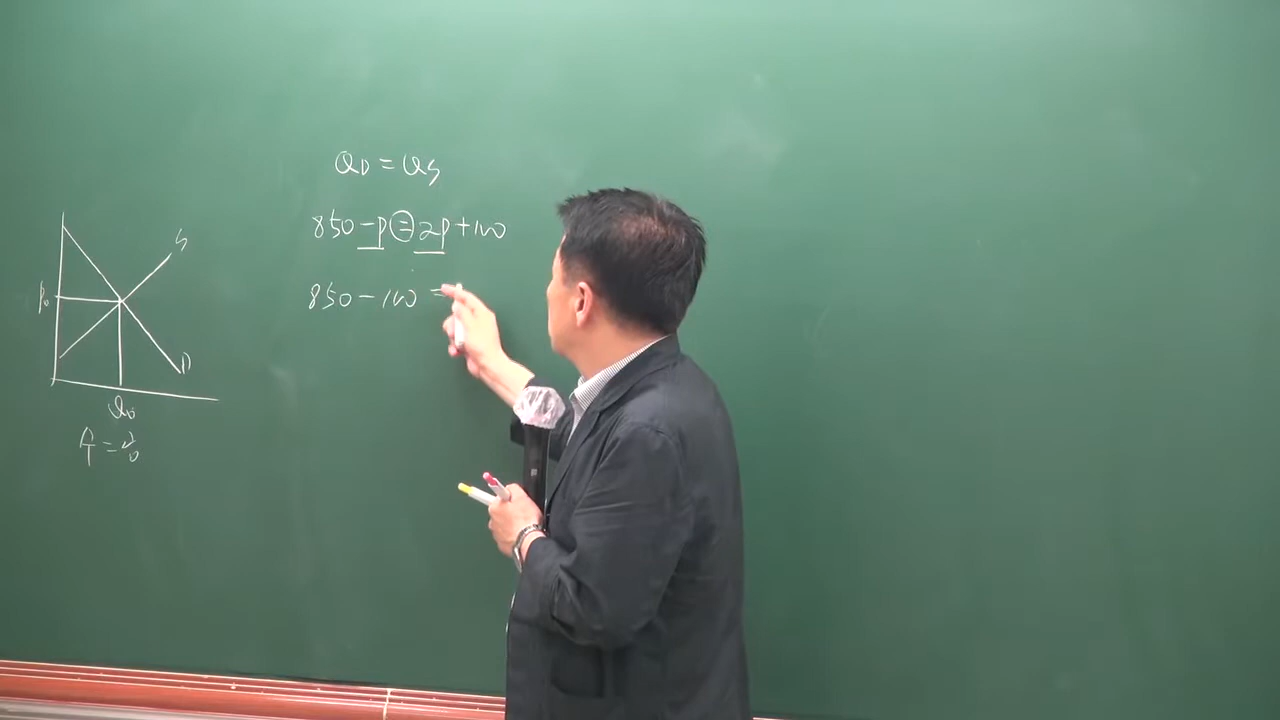 QD = QS
850 - P = 2P + 100
850 - 100 =
S
P₀
D
Q₀